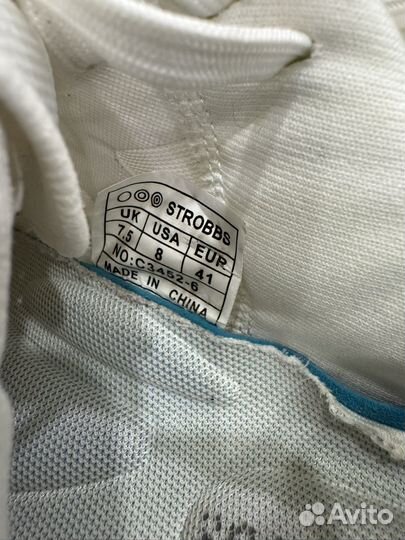 STROBBS
UK USA EUR
7.5 8 41
NO:C3452-6
MADE IN CHINA
Avito